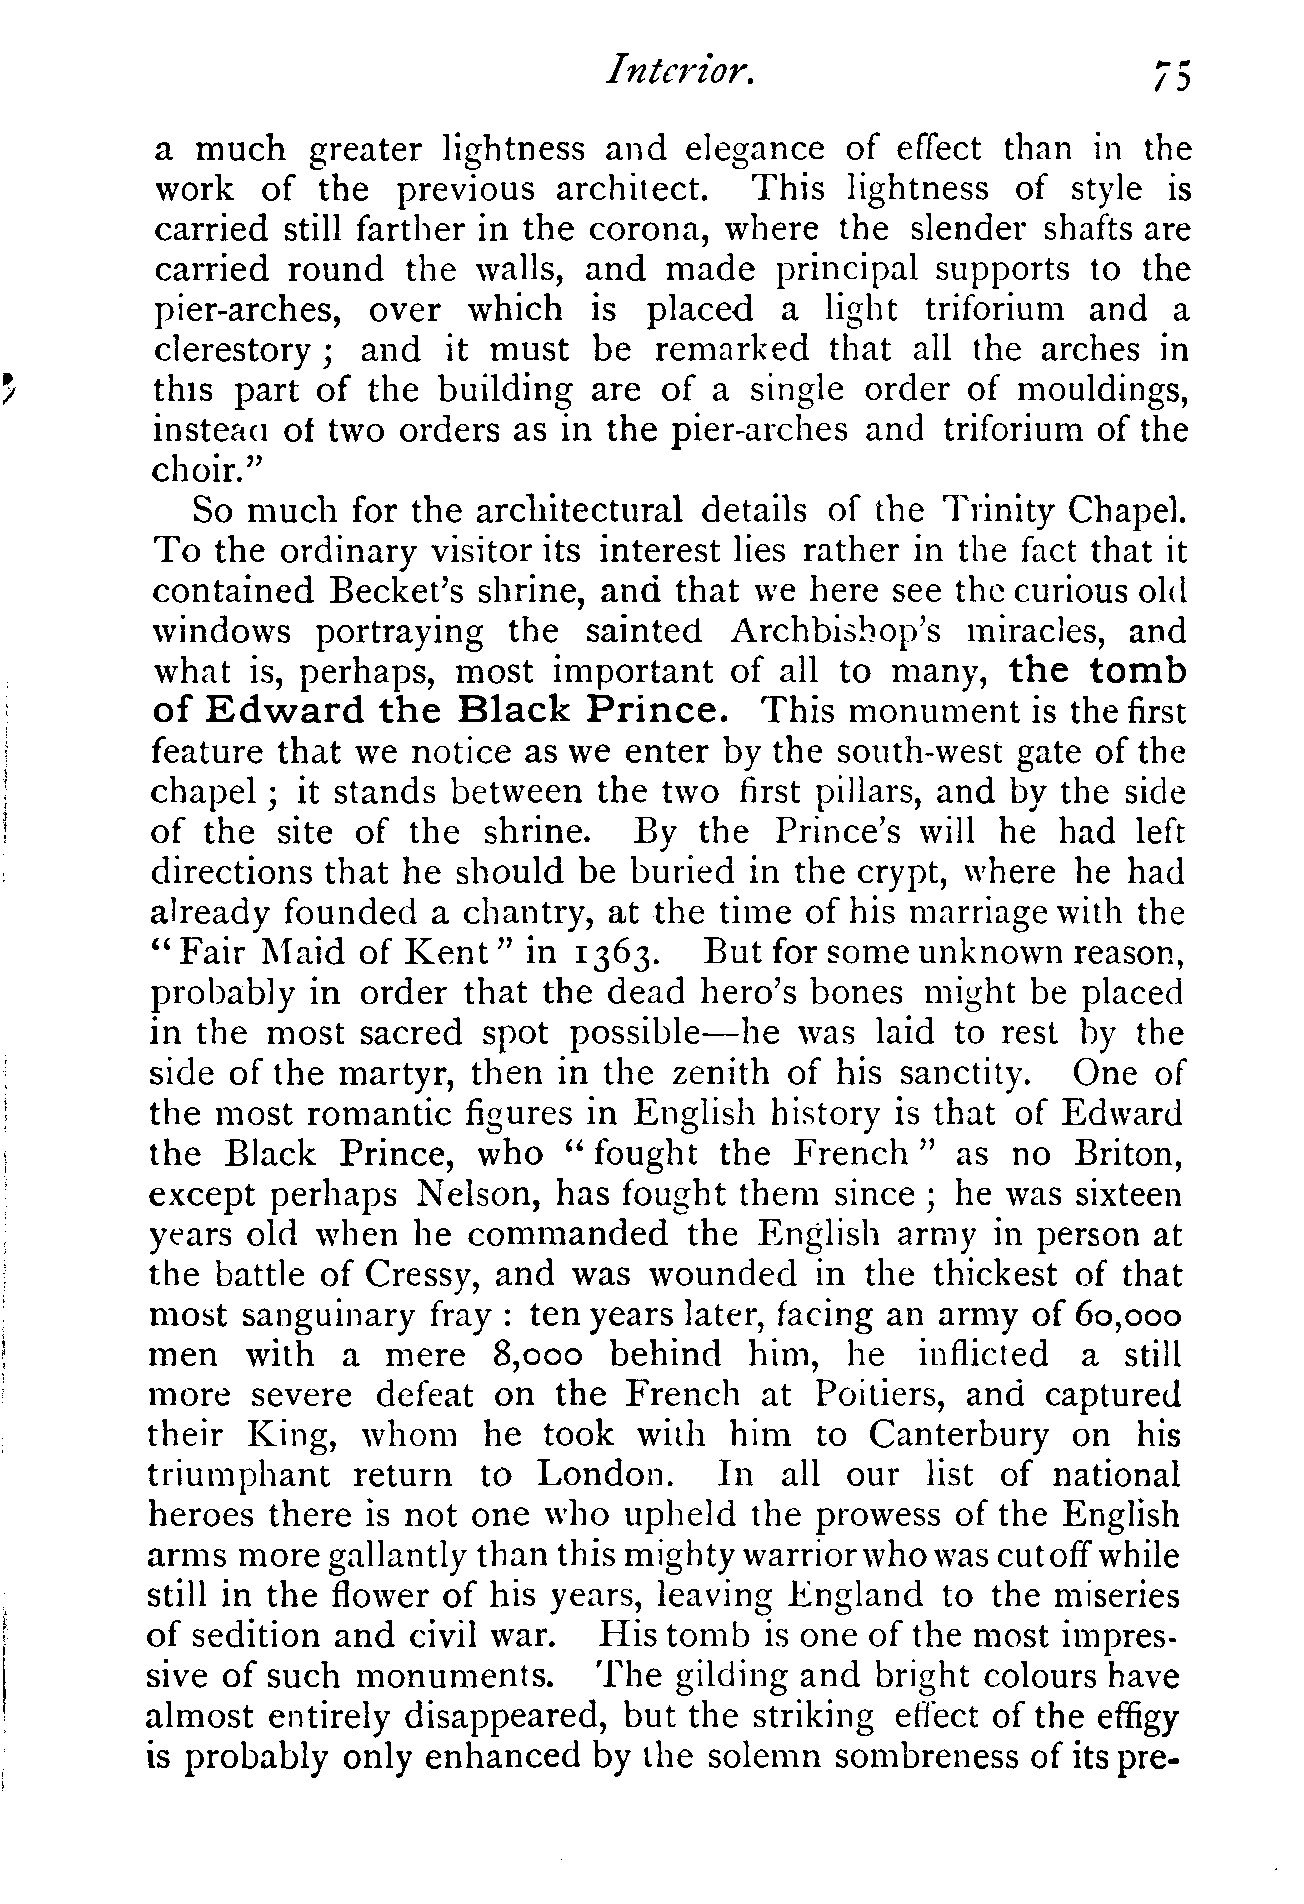 Interior. 75
a much greater lightness and elegance of effect than in the
work of the previous architect. This lightness of style is
carried still farther in the corona, where the slender shafts are
carried round the walls, and made principal supports to the
pier-arches, over which is placed a light triforium and a
clerestory ; and it must be remarked that all the arches in
this part of the building are of a single order of mouldings,
instead of two orders as in the pier-arches and triforium of the
choir."
So much for the architectural details of the Trinity Chapel.
To the ordinary visitor its interest lies rather in the fact that it
contained Becket's shrine, and that we here see the curious old
windows portraying the sainted Archbishop's miracles, and
what is, perhaps, most important of all to many, the tomb
of Edward the Black Prince. This monument is the first
feature that we notice as we enter by the south-west gate of the
chapel ; it stands between the two first pillars, and by the side
of the site of the shrine. By the Prince's will he had left
directions that he should be buried in the crypt, where he had
already founded a chantry, at the time of his marriage with the
" Fair Maid of Kent " in 1363. But for some unknown reason,
probably in order that the dead hero's bones might be placed
in the most sacred spot possible—he was laid to rest by the
side of the martyr, then in the zenith of his sanctity. One of
the most romantic figures in English history is that of Edward
the Black Prince, who " fought the French " as no Briton,
except perhaps Nelson, has fought them since ; he was sixteen
years old when he commanded the English army in person at
the battle of Cressy, and was wounded in the thickest of that
most sanguinary fray : ten years later, facing an army of 60,000
men with a mere 8,000 behind him, he inflicted a still
more severe defeat on the French at Poitiers, and captured
their King, whom he took with him to Canterbury on his
triumphant return to London. In all our list of national
heroes there is not one who upheld the prowess of the English
arms more gallantly than this mighty warrior who was cut off while
still in the flower of his years, leaving England to the miseries
of sedition and civil war. His tomb is one of the most impres-
sive of such monuments. The gilding and bright colours have
almost entirely disappeared, but the striking effect of the effigy
is probably only enhanced by the solemn sombreness of its pre-